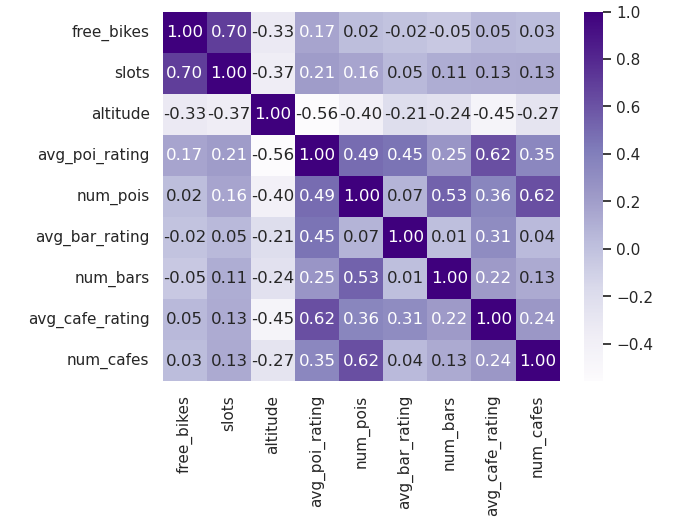 free_bikes 1.00 0.70 -0.33 0.17 0.02 -0.02 -0.05 0.05 0.03
slots 0.70 1.00 -0.37 0.21 0.16 0.05 0.11 0.13 0.13
altitude -0.33 -0.37 1.00 -0.56 -0.40 -0.21 -0.24 -0.45 -0.27
avg_poi_rating 0.17 0.21 -0.56 1.00 0.49 0.45 0.25 0.62 0.35
num_pois 0.02 0.16 -0.40 0.49 1.00 0.07 0.53 0.36 0.62
avg_bar_rating -0.02 0.05 -0.21 0.45 0.07 1.00 0.01 0.31 0.04
num_bars -0.05 0.11 -0.24 0.25 0.53 0.01 1.00 0.22 0.13
avg_cafe_rating 0.05 0.13 -0.45 0.62 0.36 0.31 0.22 1.00 0.24
num_cafes 0.03 0.13 -0.27 0.35 0.62 0.04 0.13 0.24 1.00
free_bikes
slots
altitude
avg_poi_rating
num_pois
avg_bar_rating
num_bars
avg_cafe_rating
num_cafes
1.0
0.8
0.6
0.4
0.2
0.0
−0.2
−0.4